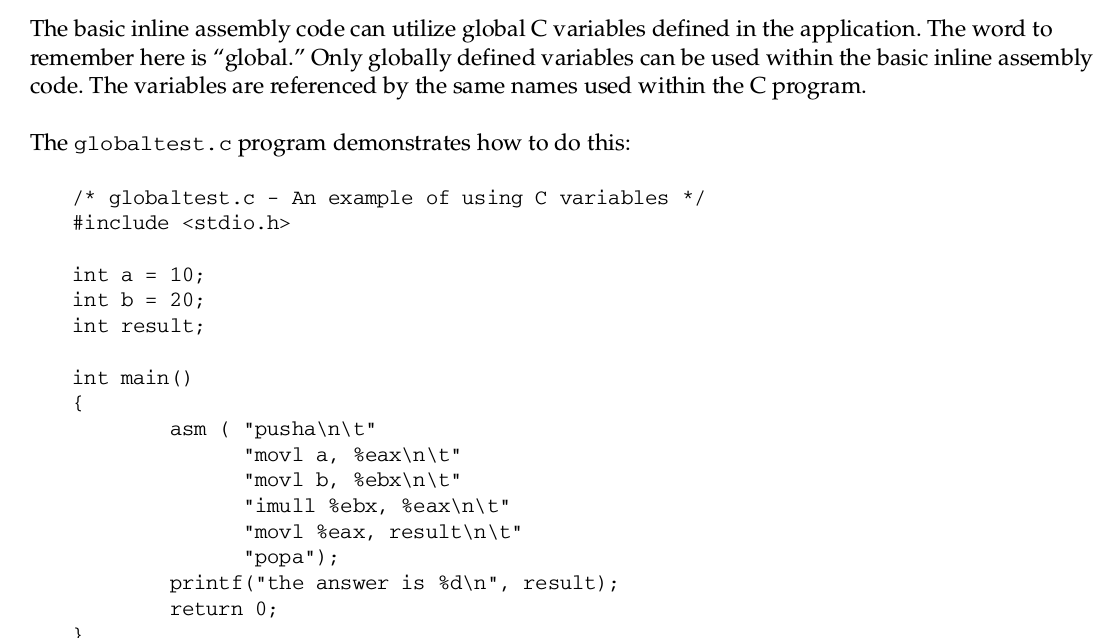 The basic inline assembly code can utilize global C variables defined in the application. The word to
remember here is “global.” Only globally defined variables can be used within the basic inline assembly
code. The variables are referenced by the same names used within the C program.
The globaltest.c program demonstrates how to do this:
/* globaltest.c - An example of using C variables */
#include <stdio.h>
int a = 10;
int b = 20;
int result;
int main()
{
asm ( "pusha\n\t"
"movl a, %eax\n\t"
"movl b, %ebx\n\t"
"imull %ebx, %eax\n\t"
"movl %eax, result\n\t"
"popa");
printf("the answer is %d\n", result);
return 0;
}